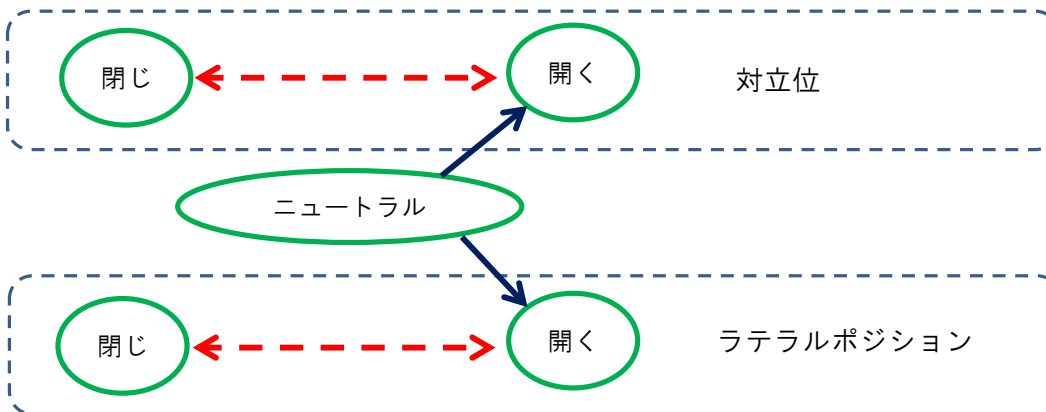 閉じ
開く
対立位
ニュートラル
閉じ
開く
ラテラルポジション